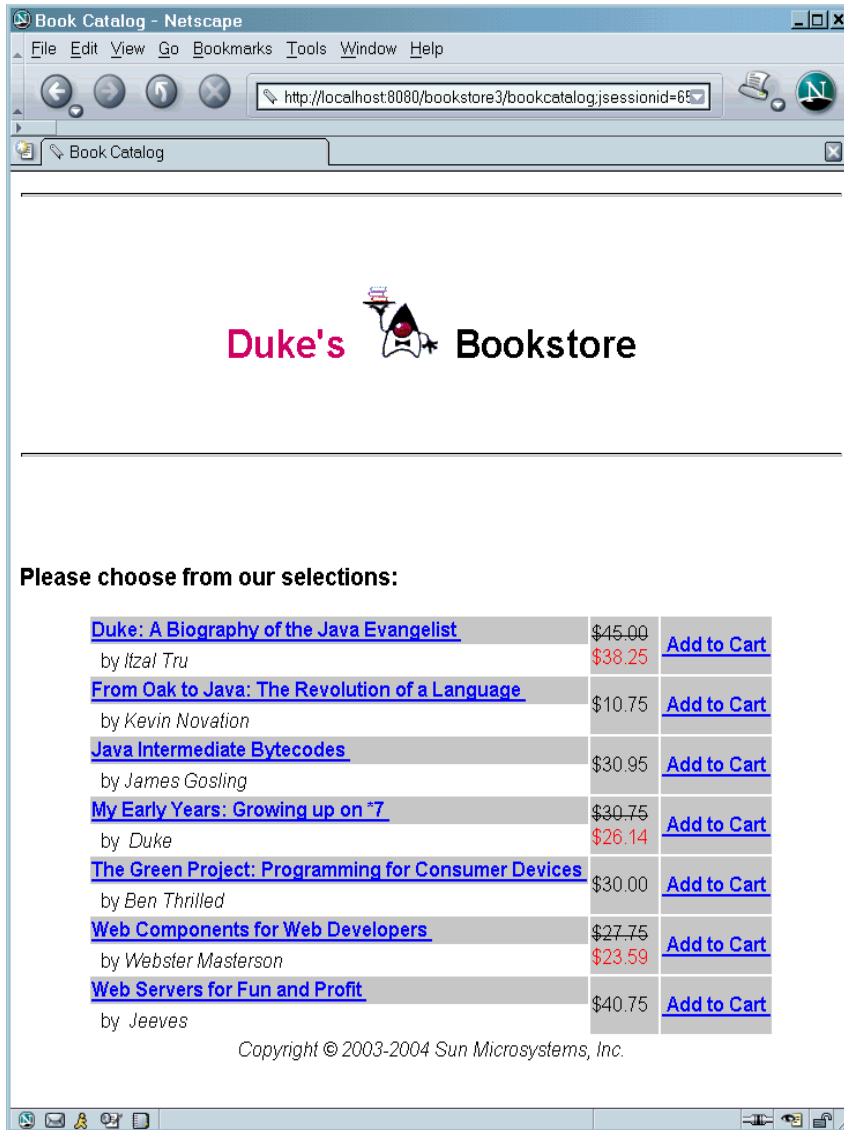 Book Catalog - Netscape
File Edit View Go Bookmarks Tools Window Help
http://localhost:8080/bookstore3/bookcatalog;jsessionid=65
N
Book Catalog
Duke's Bookstore
Please choose from our selections:
Duke: A Biography of the Java Evangelist
by Itzal Tru
$45.00
$38.25
Add to Cart
From Oak to Java: The Revolution of a Language
by Kevin Novation
$10.75
Add to Cart
Java Intermediate Bytecodes
by James Gosling
$30.95
Add to Cart
My Early Years: Growing up on *7
by Duke
$30.75
$26.14
Add to Cart
The Green Project: Programming for Consumer Devices
by Ben Thrilled
$30.00
Add to Cart
Web Components for Web Developers
by Webster Masterson
$27.75
$23.59
Add to Cart
Web Servers for Fun and Profit
by Jeeves
$40.75
Add to Cart
Copyright © 2003-2004 Sun Microsystems, Inc.